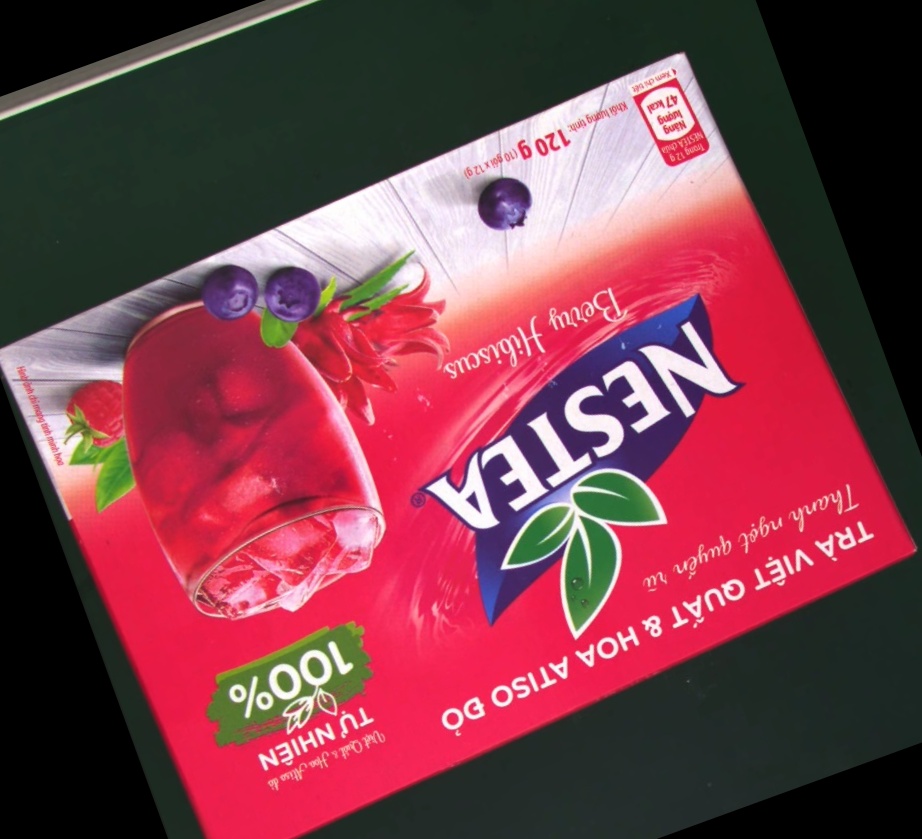 TRÀ VIỆT QUẤT & HOA ATISO ĐỎ
Thanh ngọt quyến rũ
NESTEA®
Berry Hibiscus
Việt Quất & Hoa Atiso đỏ
TỰ NHIÊN
100%
Trong 12 g
NESTEA chứa
Năng
lượng
47 kcal
Xem chi tiết
Khối lượng tịnh: 120 g (10 gói x 12 g)
Hình ảnh chỉ mang tính minh họa